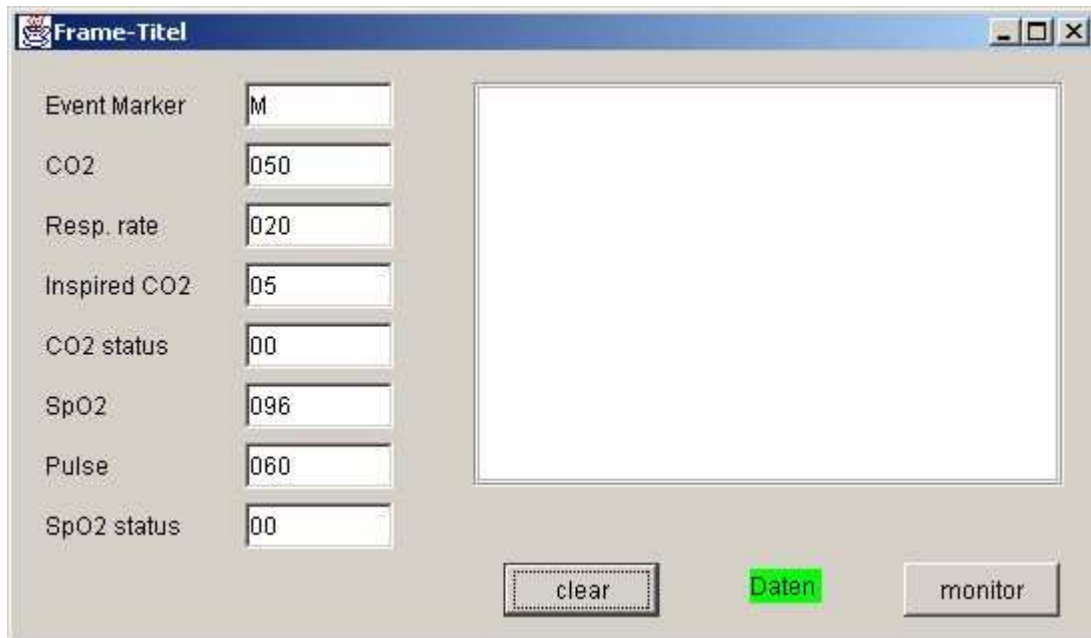 Frame-Titel
Event Marker M
CO2 050
Resp. rate 020
Inspired CO2 05
CO2 status 00
SpO2 096
Pulse 060
SpO2 status 00
clear Daten monitor